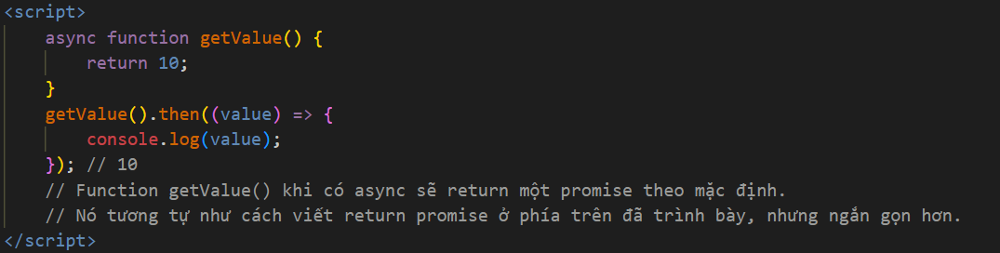 <script>
    async function getValue() {
        return 10;
    }
    getValue().then((value) => {
        console.log(value);
    }); // 10
    // Function getValue() khi có async sẽ return một promise theo mặc định.
    // Nó tương tự như cách viết return promise ở phía trên đã trình bày, nhưng ngắn gọn hơn.
</script>